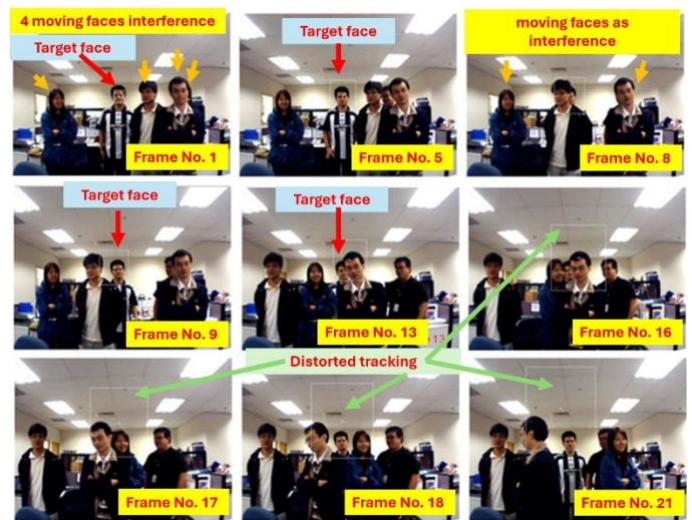 4 moving faces interference
Target face
Frame No. 1
Target face
Frame No. 5
moving faces as
interference
Frame No. 8
Target face
Frame No. 9
Target face
13
Frame No. 13
Frame No. 16
Distorted tracking
Frame No. 17
Frame No. 18
Frame No. 21